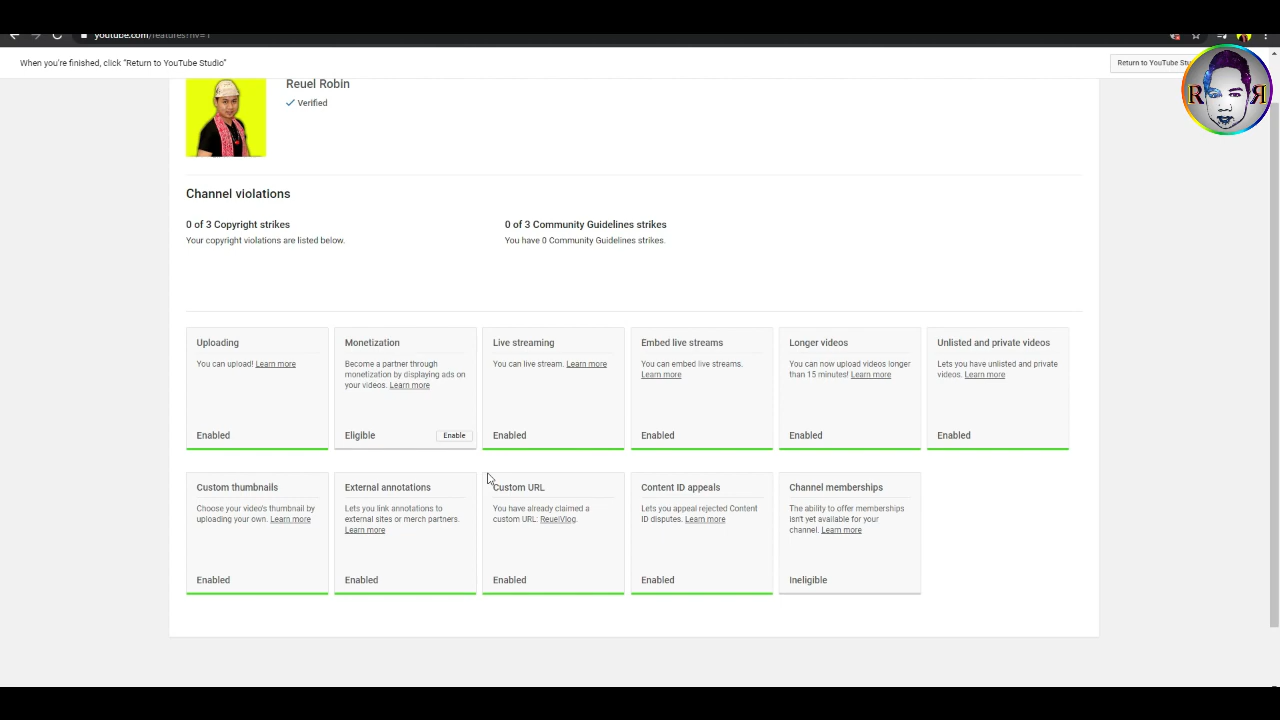 youtube.com/features?nv=1
When you're finished, click "Return to YouTube Studio"
Return to YouTube
R R
Reuel Robin
Verified
Channel violations
0 of 3 Copyright strikes
Your copyright violations are listed below.
0 of 3 Community Guidelines strikes
You have 0 Community Guidelines strikes.
Uploading
You can upload! Learn more
Enabled
Monetization
Become a partner through
monetization by displaying ads on
your videos. Learn more
Eligible
Enable
Live streaming
You can live stream. Learn more
Enabled
Embed live streams
You can embed live streams.
Learn more
Enabled
Longer videos
You can now upload videos longer
than 15 minutes! Learn more
Enabled
Unlisted and private videos
Lets you have unlisted and private
videos. Learn more
Enabled
Custom thumbnails
Choose your video's thumbnail by
uploading your own. Learn more
Enabled
External annotations
Lets you link annotations to
external sites or merch partners.
Learn more
Enabled
Custom URL
You have already claimed a
custom URL: ReuelVlog.
Enabled
Content ID appeals
Lets you appeal rejected Content
ID disputes. Learn more
Enabled
Channel memberships
The ability to offer memberships
isn't yet available for your
channel. Learn more
Ineligible